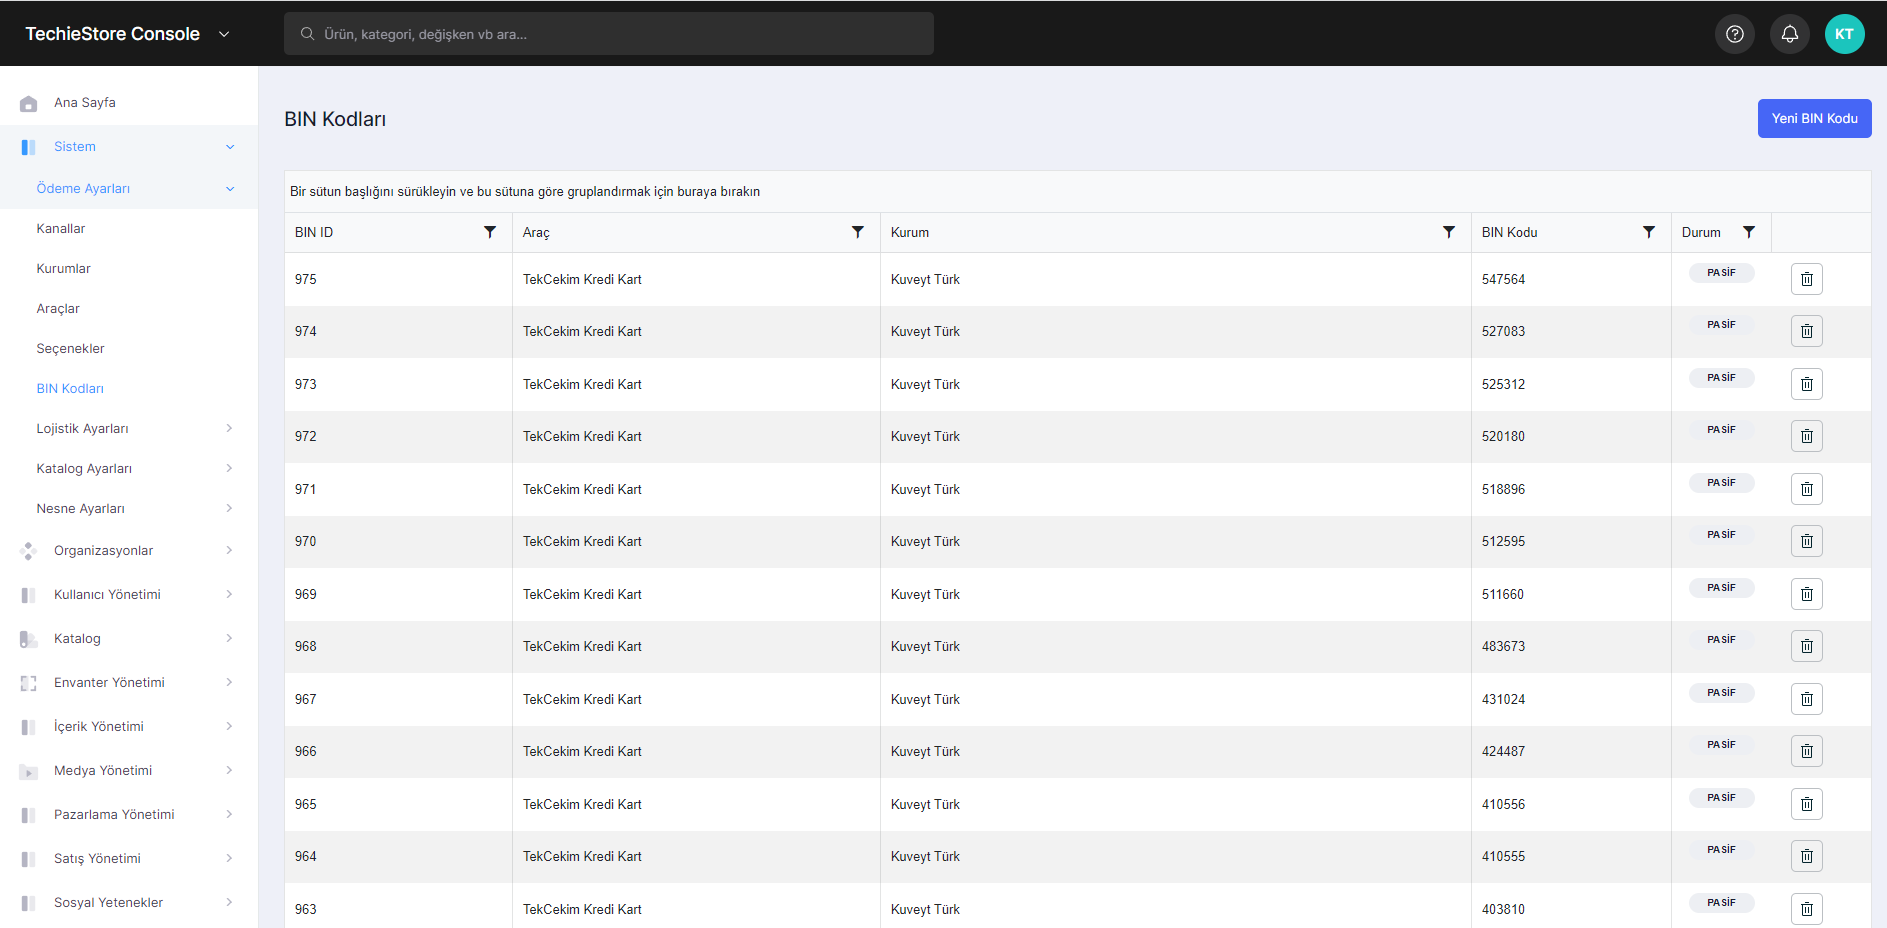 TechieStore Console
Ürün, kategori, değişken vb ara...
KT
Ana Sayfa
Sistem
Ödeme Ayarları
Kanallar
Kurumlar
Araçlar
Seçenekler
BIN Kodları
Lojistik Ayarları
Katalog Ayarları
Nesne Ayarları
Organizasyonlar
Kullanıcı Yönetimi
Katalog
Envanter Yönetimi
İçerik Yönetimi
Medya Yönetimi
Pazarlama Yönetimi
Satış Yönetimi
Sosyal Yetenekler
BIN Kodları
Yeni BIN Kodu
Bir sütun başlığını sürükleyin ve bu sütuna göre gruplandırmak için buraya bırakın
BIN ID Araç Kurum BIN Kodu Durum
975 TekCekim Kredi Kart Kuveyt Türk 547564 PASİF
974 TekCekim Kredi Kart Kuveyt Türk 527083 PASİF
973 TekCekim Kredi Kart Kuveyt Türk 525312 PASİF
972 TekCekim Kredi Kart Kuveyt Türk 520180 PASİF
971 TekCekim Kredi Kart Kuveyt Türk 518896 PASİF
970 TekCekim Kredi Kart Kuveyt Türk 512595 PASİF
969 TekCekim Kredi Kart Kuveyt Türk 511660 PASİF
968 TekCekim Kredi Kart Kuveyt Türk 483673 PASİF
967 TekCekim Kredi Kart Kuveyt Türk 431024 PASİF
966 TekCekim Kredi Kart Kuveyt Türk 424487 PASİF
965 TekCekim Kredi Kart Kuveyt Türk 410556 PASİF
964 TekCekim Kredi Kart Kuveyt Türk 410555 PASİF
963 TekCekim Kredi Kart Kuveyt Türk 403810 PASİF